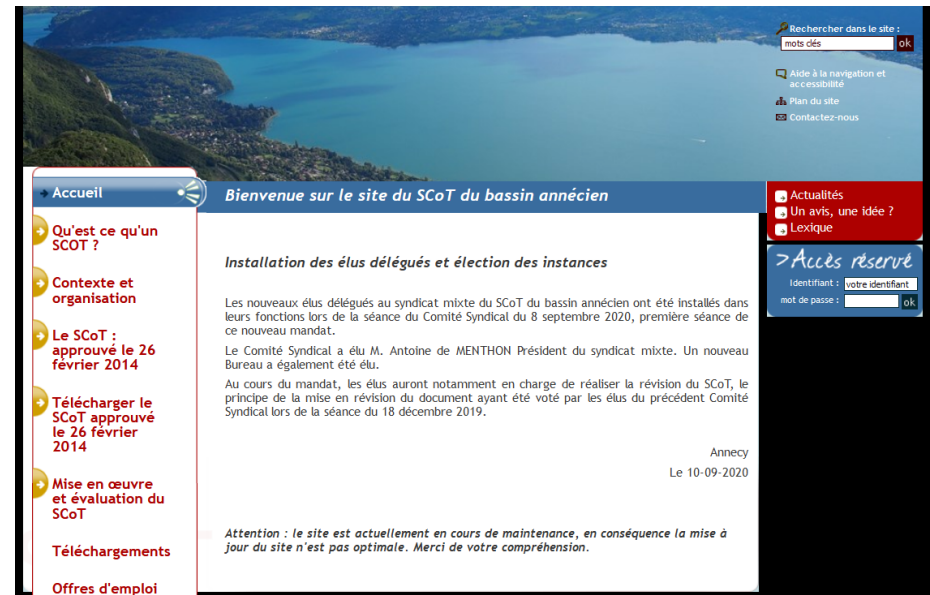 Rechercher dans le site :
mots clés
ok
Aide à la navigation et
accessibilité
Plan du site
Contactez-nous
Accueil
Qu'est ce qu'un
SCOT ?
Contexte et
organisation
Le SCoT :
approuvé le 26
février 2014
Télécharger le
SCoT approuvé
le 26 février
2014
Mise en œuvre
et évaluation du
SCoT
Téléchargements
Offres d'emploi
Bienvenue sur le site du SCoT du bassin annécien
Installation des élus délégués et élection des instances
Les nouveaux élus délégués au syndicat mixte du SCoT du bassin annécien ont été installés dans
leurs fonctions lors de la séance du Comité Syndical du 8 septembre 2020, première séance de
ce nouveau mandat.
Le Comité Syndical a élu M. Antoine de MENTHON Président du syndicat mixte. Un nouveau
Bureau a également été élu.
Au cours du mandat, les élus auront notamment en charge de réaliser la révision du SCoT, le
principe de la mise en révision du document ayant été voté par les élus du précédent Comité
Syndical lors de la séance du 18 décembre 2019.
Annecy
Le 10-09-2020
Attention : le site est actuellement en cours de maintenance, en conséquence la mise à
jour du site n'est pas optimale. Merci de votre compréhension.
Actualités
Un avis, une idée ?
Lexique
>Accès réservé
Identifiant : votre identifiant
mot de passe :
ok